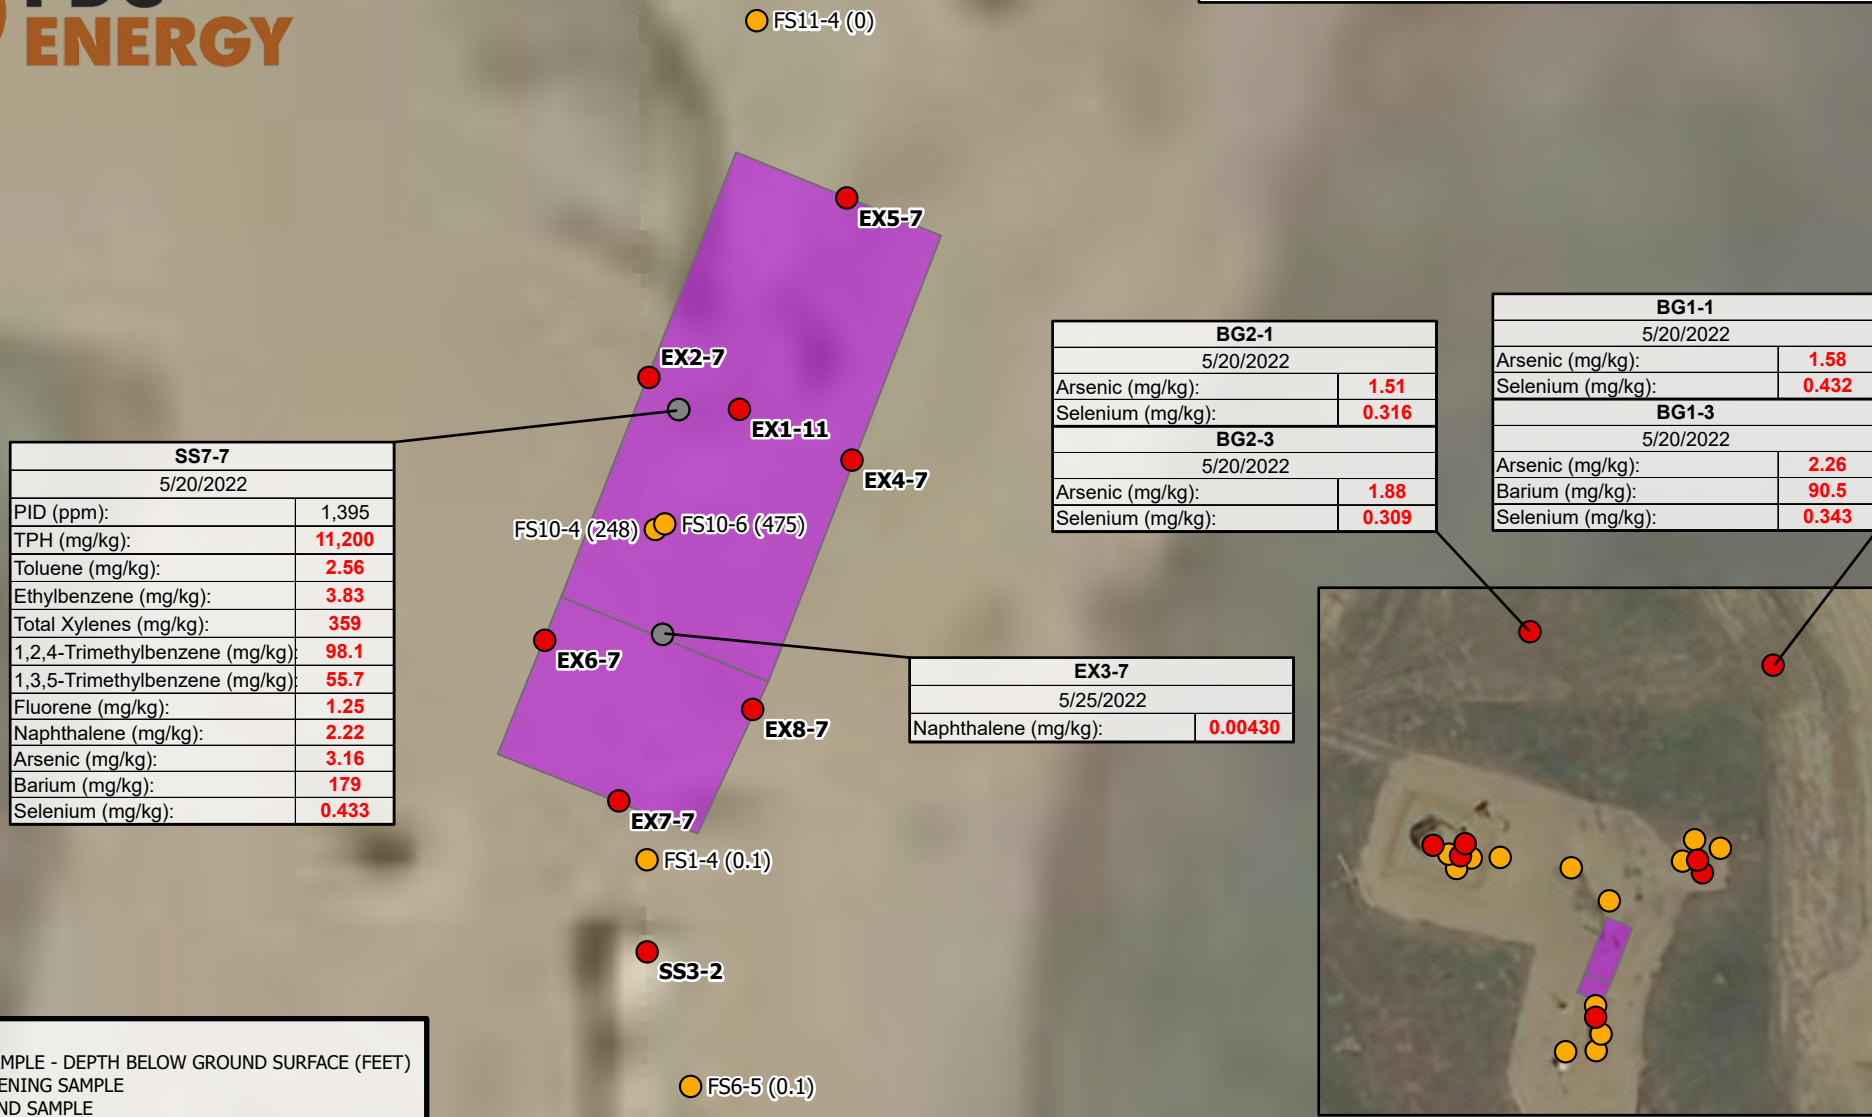 ENERGY
FS11-4 (0)
EX5-7
EX2-7
EX1-11
EX4-7
FS10-4 (248)
FS10-6 (475)
EX6-7
EX8-7
EX7-7
FS1-4 (0.1)
SS3-2
FS6-5 (0.1)
SS7-7
5/20/2022
PID (ppm): 1,395
TPH (mg/kg): 11,200
Toluene (mg/kg): 2.56
Ethylbenzene (mg/kg): 3.83
Total Xylenes (mg/kg): 359
1,2,4-Trimethylbenzene (mg/kg): 98.1
1,3,5-Trimethylbenzene (mg/kg): 55.7
Fluorene (mg/kg): 1.25
Naphthalene (mg/kg): 2.22
Arsenic (mg/kg): 3.16
Barium (mg/kg): 179
Selenium (mg/kg): 0.433
EX3-7
5/25/2022
Naphthalene (mg/kg): 0.00430
BG2-1
5/20/2022
Arsenic (mg/kg): 1.51
Selenium (mg/kg): 0.316
BG2-3
5/20/2022
Arsenic (mg/kg): 1.88
Selenium (mg/kg): 0.309
BG1-1
5/20/2022
Arsenic (mg/kg): 1.58
Selenium (mg/kg): 0.432
BG1-3
5/20/2022
Arsenic (mg/kg): 2.26
Barium (mg/kg): 90.5
Selenium (mg/kg): 0.343
MPLE - DEPTH BELOW GROUND SURFACE (FEET)
ENING SAMPLE
ND SAMPLE